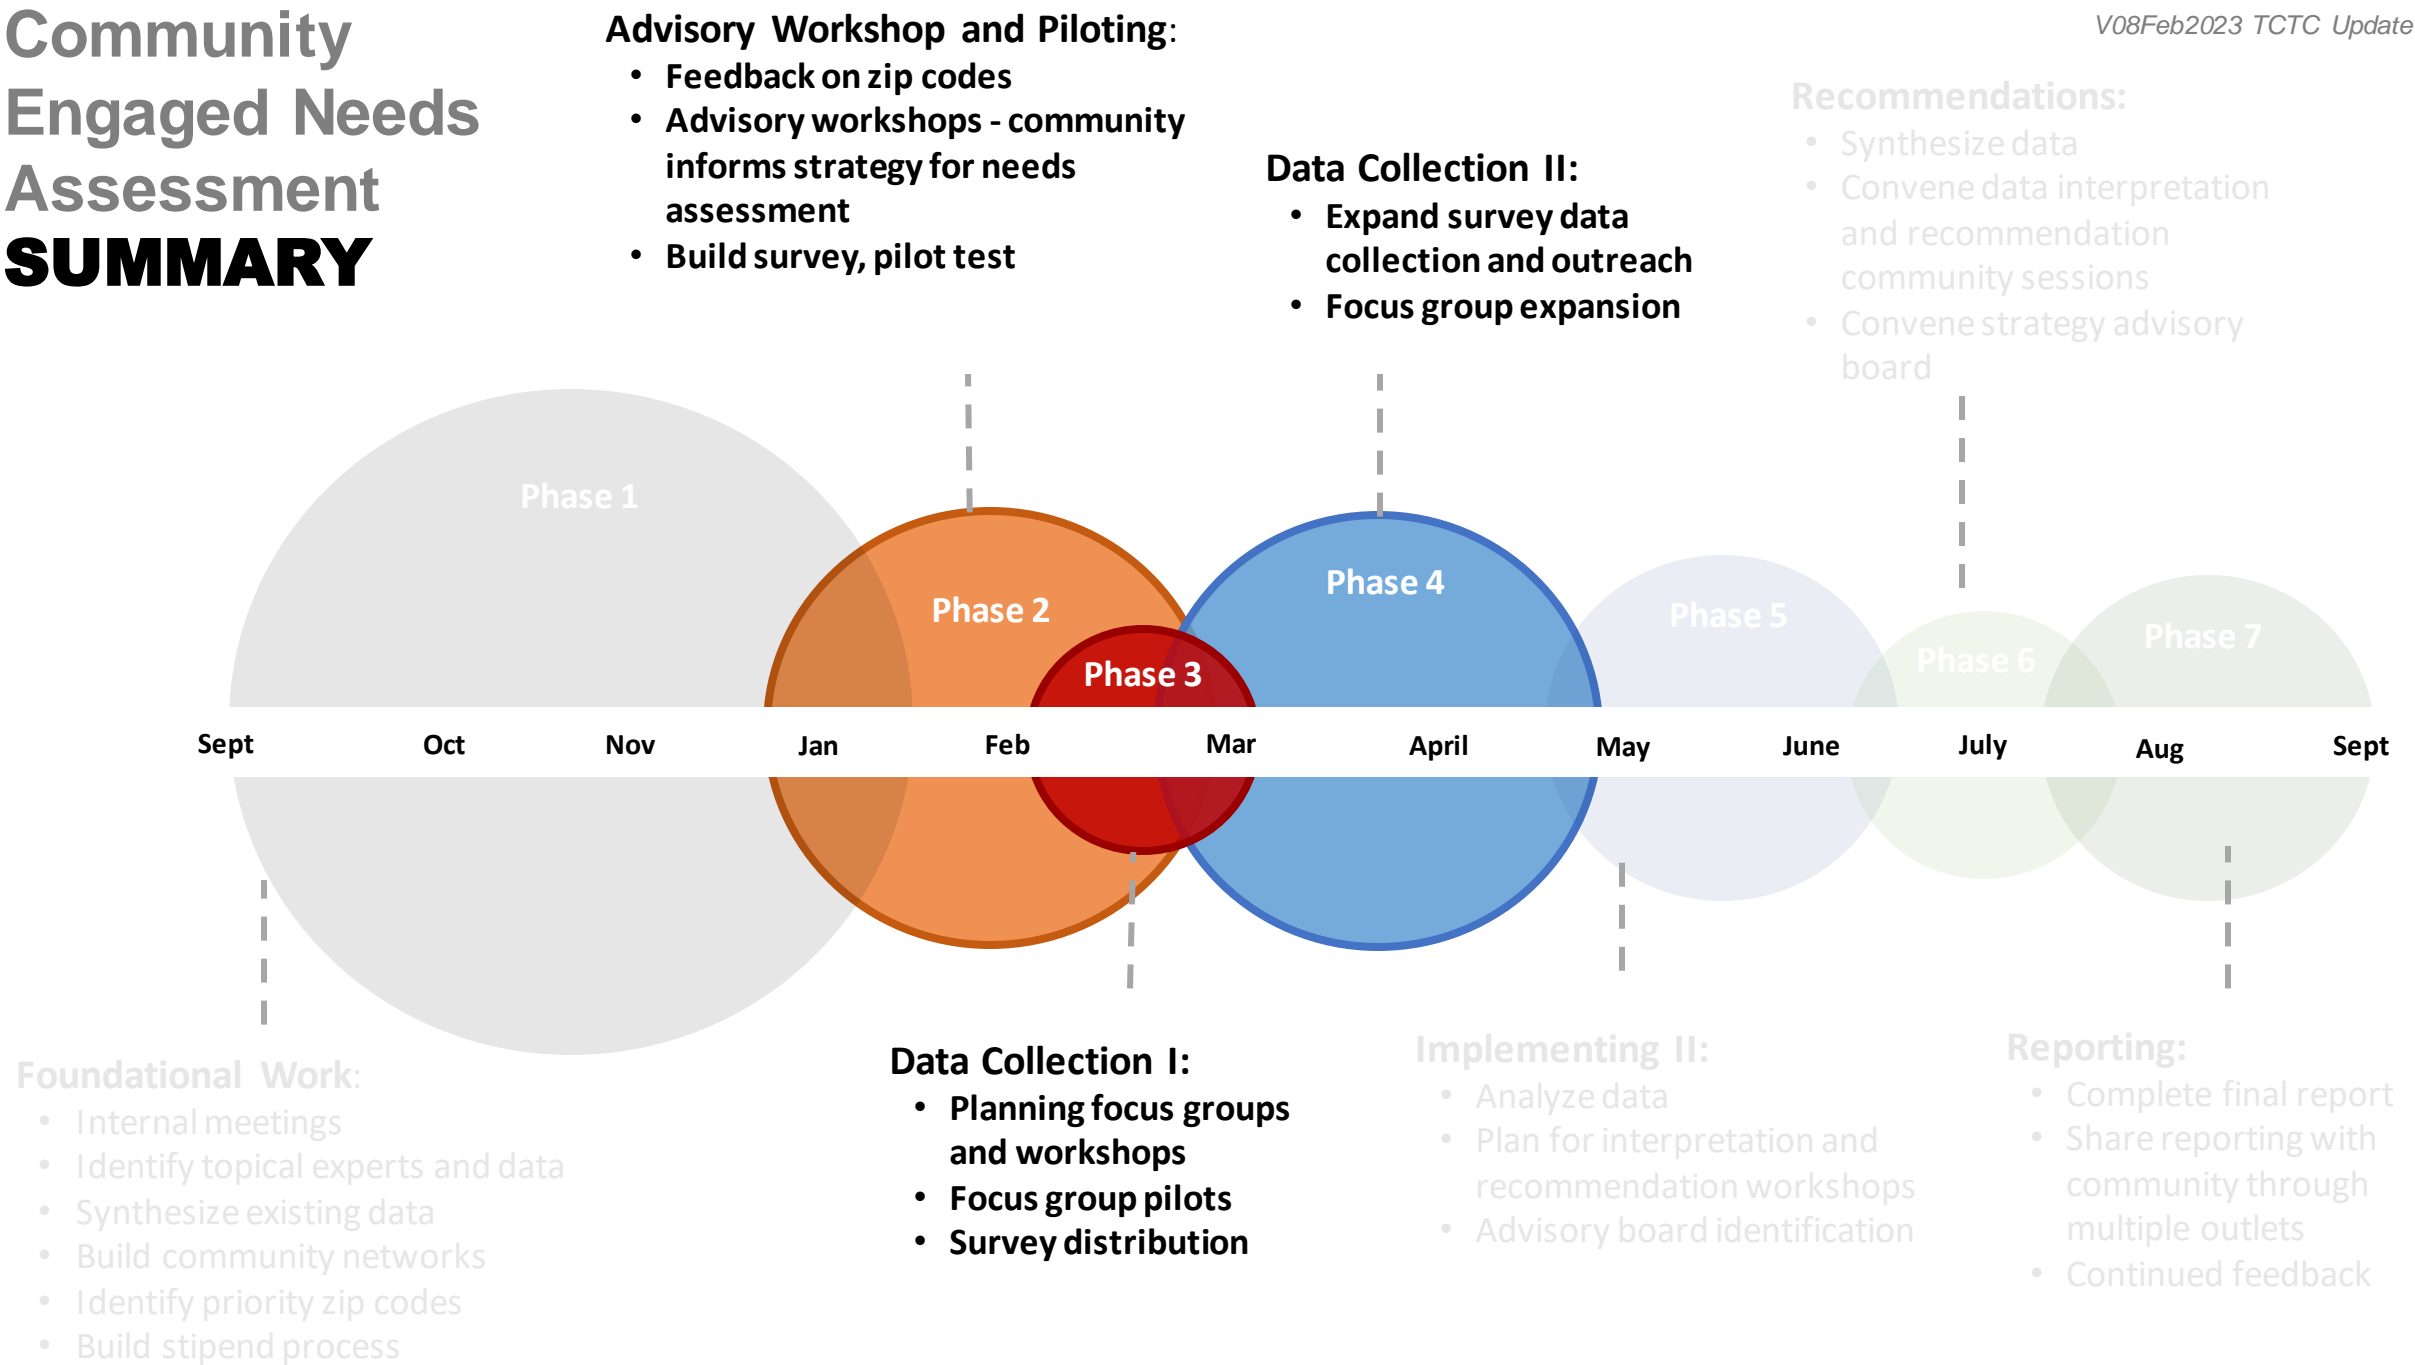 Community
Engaged Needs
Assessment
SUMMARY
Advisory Workshop and Piloting:
• Feedback on zip codes
• Advisory workshops - community
informs strategy for needs
assessment
• Build survey, pilot test
Data Collection II:
• Expand survey data
collection and outreach
• Focus group expansion
V08Feb2023 TCTC Update
Recommendations:
• Synthesize data
• Convene data interpretation
and recommendation
community sessions
• Convene strategy advisory
board
Phase 1
Phase 2
Phase 3
Phase 4
Phase 5
Phase 6
Phase 7
Sept Oct Nov Jan Feb Mar April May June July Aug Sept
Foundational Work:
• Internal meetings
• Identify topical experts and data
• Synthesize existing data
• Build community networks
• Identify priority zip codes
• Build stipend process
Data Collection I:
• Planning focus groups
and workshops
• Focus group pilots
• Survey distribution
Implementing II:
• Analyze data
• Plan for interpretation and
recommendation workshops
• Advisory board identification
Reporting:
• Complete final report
• Share reporting with
community through
multiple outlets
• Continued feedback